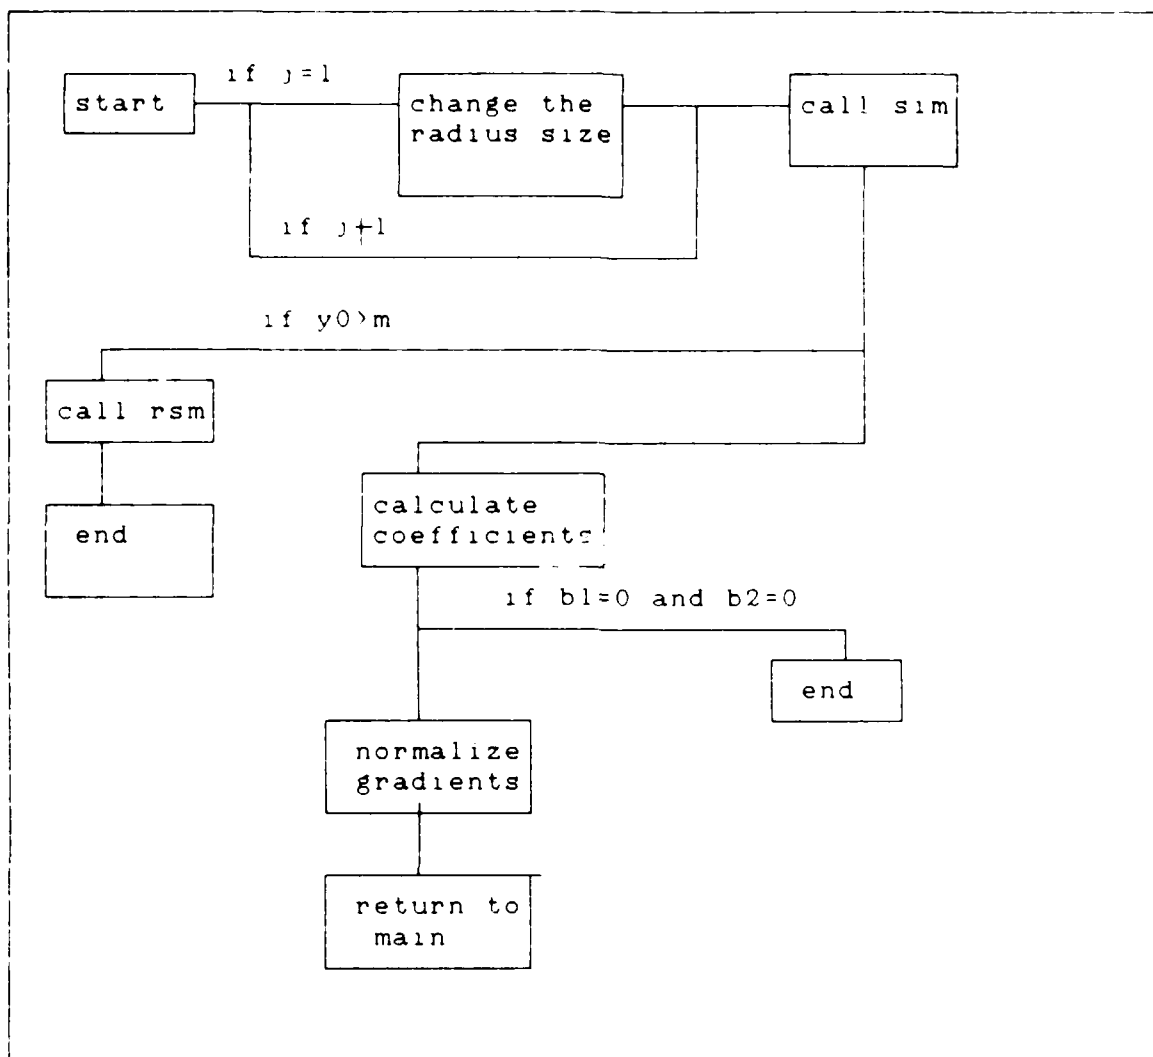 if j=1
start
change the
radius size
call sim
if j≠1
if y0>m
call rsm
end
calculate
coefficients
if b1=0 and b2=0
end
normalize
gradients
return to
main